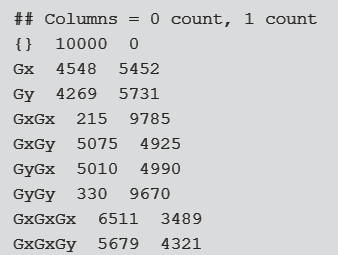 ## Columns = 0 count, 1 count
{} 10000 0
Gx 4548 5452
Gy 4269 5731
GxGx 215 9785
GxGy 5075 4925
GyGx 5010 4990
GyGy 330 9670
GxGxGx 6511 3489
GxGxGy 5679 4321